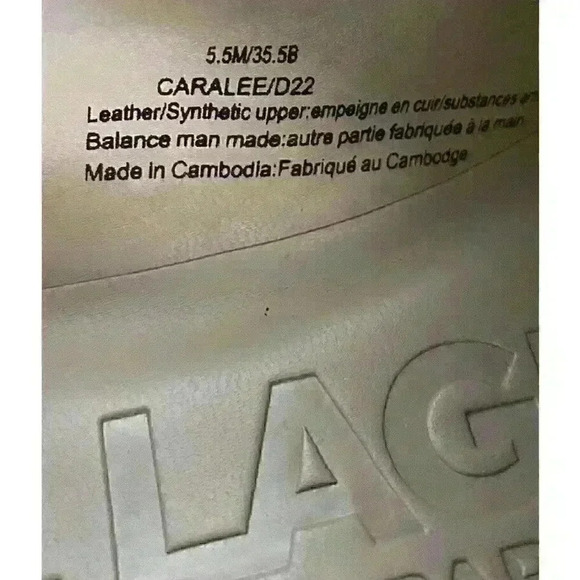 5.5M/35.5B
CARALEE/D22
Leather/Synthetic upper:empeigne en cuir/substances
Balance man made:autre partie fabriquée à la main
Made in Cambodia:Fabriqué au Cambodge
LAG